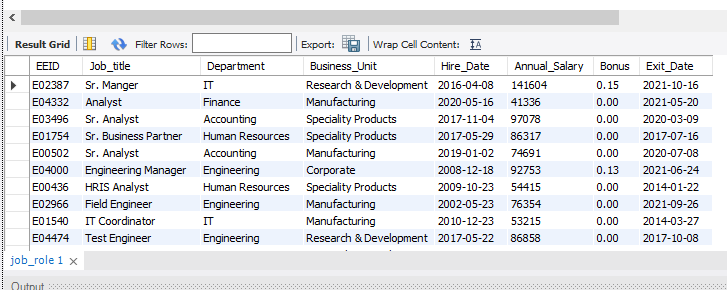 Result Grid Filter Rows: Export: Wrap Cell Content:
EEID Job_title Department Business_Unit Hire_Date Annual_Salary Bonus Exit_Date
E02387 Sr. Manger IT Research & Development 2016-04-08 141604 0.15 2021-10-16
E04332 Analyst Finance Manufacturing 2020-05-16 41336 0.00 2021-05-20
E03496 Sr. Analyst Accounting Speciality Products 2017-11-04 97078 0.00 2020-03-09
E01754 Sr. Business Partner Human Resources Speciality Products 2017-05-29 86317 0.00 2017-07-16
E00502 Sr. Analyst Accounting Manufacturing 2019-01-02 74691 0.00 2020-07-08
E04000 Engineering Manager Engineering Corporate 2008-12-18 92753 0.13 2021-06-24
E00436 HRIS Analyst Human Resources Speciality Products 2009-10-23 54415 0.00 2014-01-22
E02966 Field Engineer Engineering Manufacturing 2002-05-23 76354 0.00 2021-09-26
E01540 IT Coordinator IT Manufacturing 2010-12-23 53215 0.00 2014-03-27
E04474 Test Engineer Engineering Research & Development 2017-05-22 86858 0.00 2017-10-08
job_role 1
Output